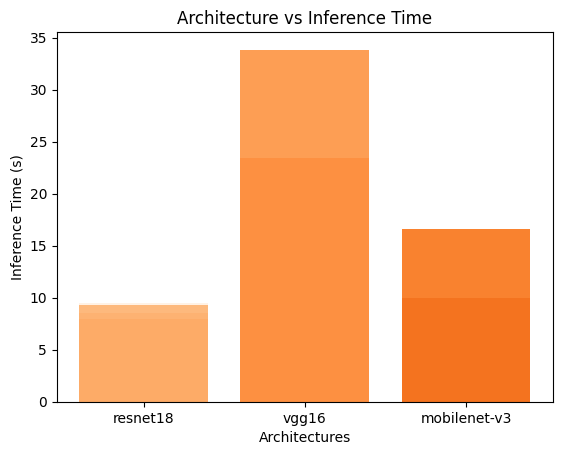 Architecture vs Inference Time
35
30
25
20
15
10
5
0
Inference Time (s)
resnet18 vgg16 mobilenet-v3
Architectures